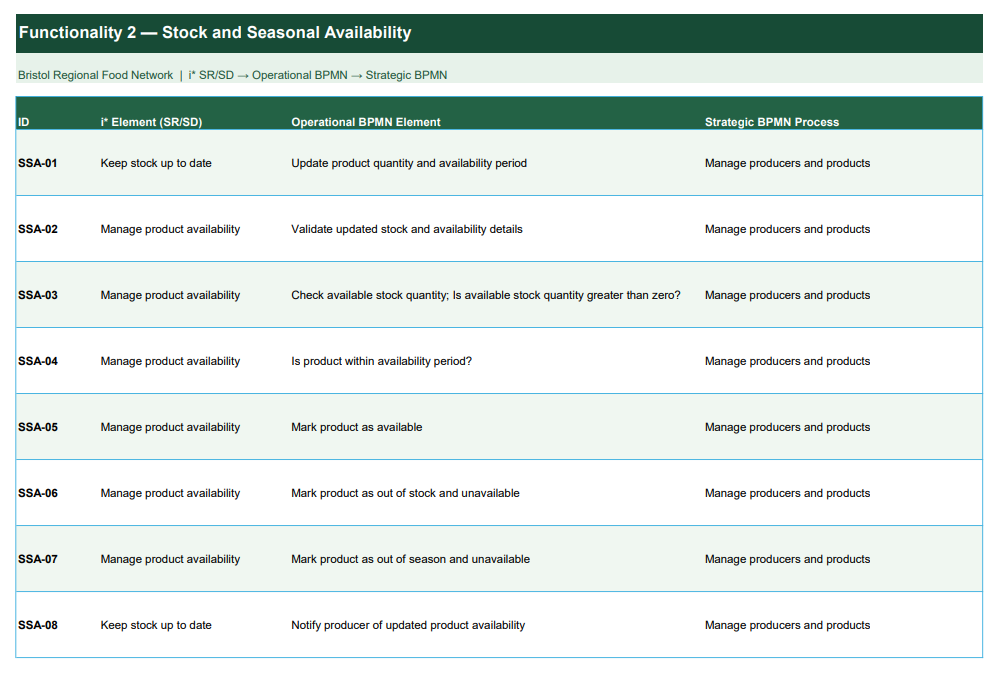 Functionality 2 — Stock and Seasonal Availability
Bristol Regional Food Network | i* SR/SD → Operational BPMN → Strategic BPMN
ID i* Element (SR/SD) Operational BPMN Element Strategic BPMN Process
SSA-01 Keep stock up to date Update product quantity and availability period Manage producers and products
SSA-02 Manage product availability Validate updated stock and availability details Manage producers and products
SSA-03 Manage product availability Check available stock quantity; Is available stock quantity greater than zero? Manage producers and products
SSA-04 Manage product availability Is product within availability period? Manage producers and products
SSA-05 Manage product availability Mark product as available Manage producers and products
SSA-06 Manage product availability Mark product as out of stock and unavailable Manage producers and products
SSA-07 Manage product availability Mark product as out of season and unavailable Manage producers and products
SSA-08 Keep stock up to date Notify producer of updated product availability Manage producers and products